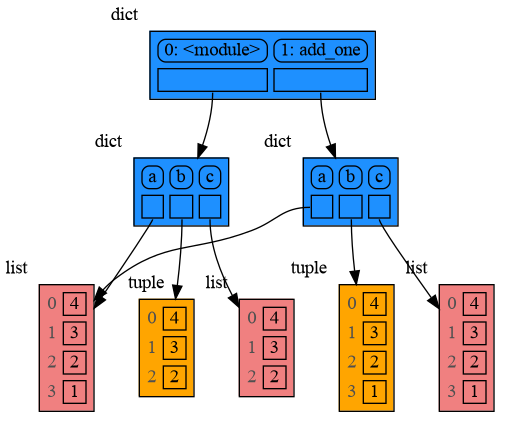 dict
0: <module> 1: add_one
dict dict
a b c a b c
list tuple list tuple list
0 4 0 4 0 4 0 4 0 4
1 3 1 3 1 3 1 3 1 3
2 2 2 2 2 2 2 2 2 2
3 1 3 1 3 1